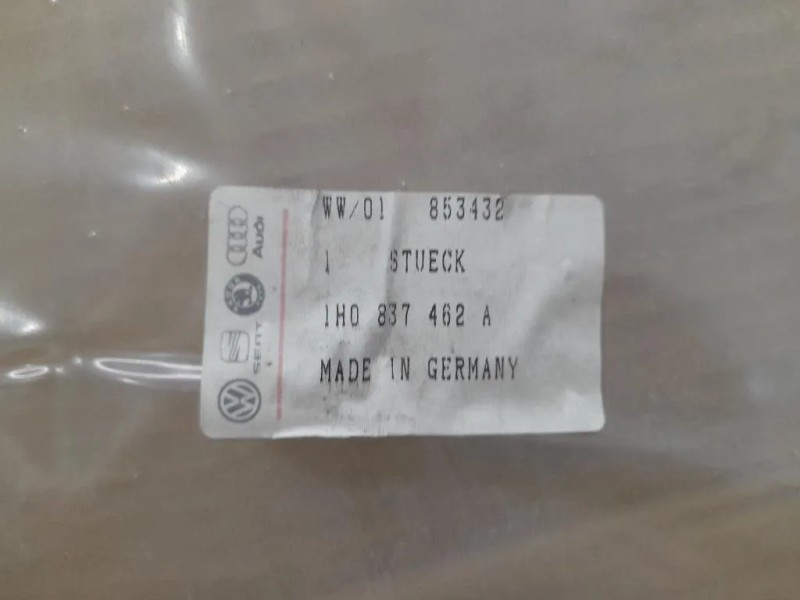 WW/01 853432
1 STUECK
1H0 837 462 A
MADE IN GERMANY
Audi
SEAT